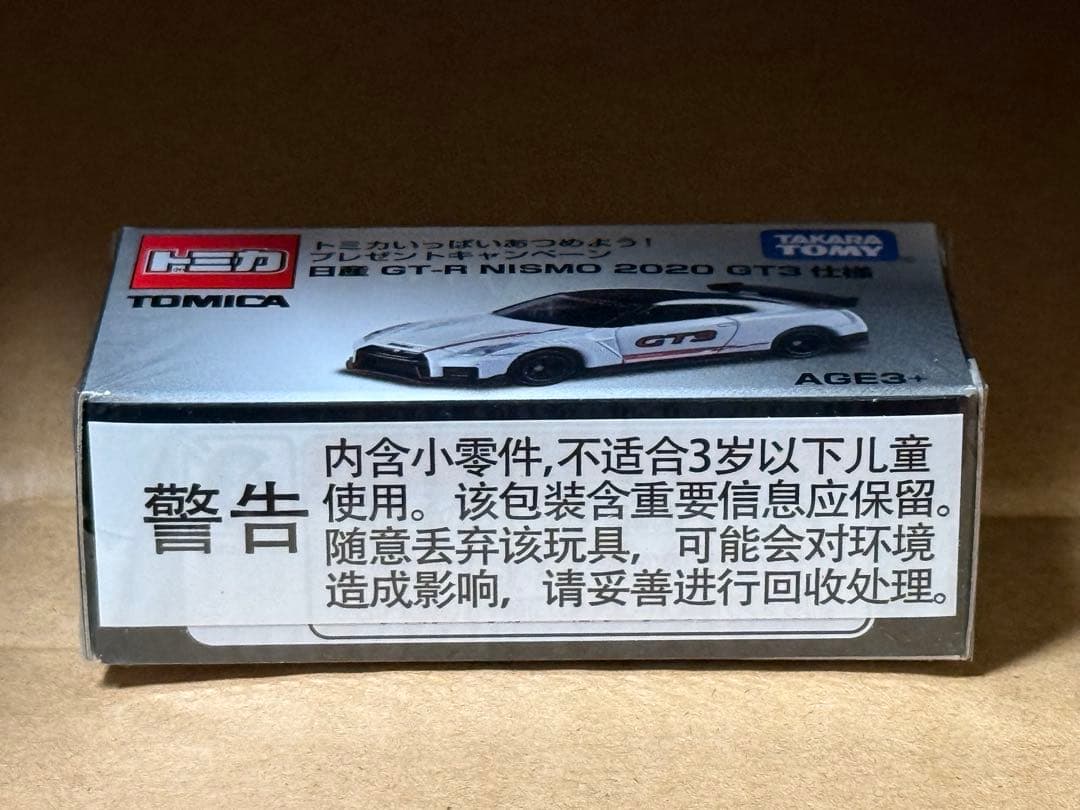 トミカ
TOMICA
トミカいっぱいあつめよう!
プレゼントキャンペーン
日産 GT-R NISMO 2020 GT3 仕様
TAKARA
TOMY
GT3
AGE3+
警告
内含小零件,不适合3岁以下儿童
使用。该包装含重要信息应保留。
随意丢弃该玩具，可能会对环境
造成影响，请妥善进行回收处理。